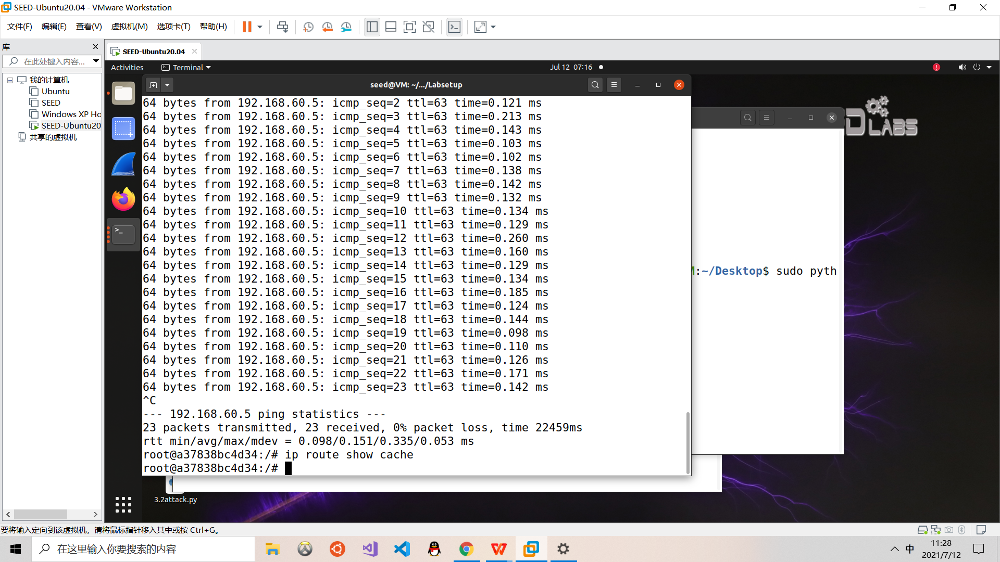 SEED-Ubuntu20.04 - VMware Workstation
文件(F) 编辑(E) 查看(V) 虚拟机(M) 选项卡(T) 帮助(H)
库
在此处键入内容...
我的计算机
Ubuntu
SEED
Windows XP Ho
SEED-Ubuntu20
共享的虚拟机
SEED-Ubuntu20.04
Activities Terminal Jul 12 07:16
seed@VM: ~/.../Labsetup
64 bytes from 192.168.60.5: icmp_seq=2 ttl=63 time=0.121 ms
64 bytes from 192.168.60.5: icmp_seq=3 ttl=63 time=0.213 ms
64 bytes from 192.168.60.5: icmp_seq=4 ttl=63 time=0.143 ms
64 bytes from 192.168.60.5: icmp_seq=5 ttl=63 time=0.103 ms
64 bytes from 192.168.60.5: icmp_seq=6 ttl=63 time=0.102 ms
64 bytes from 192.168.60.5: icmp_seq=7 ttl=63 time=0.138 ms
64 bytes from 192.168.60.5: icmp_seq=8 ttl=63 time=0.142 ms
64 bytes from 192.168.60.5: icmp_seq=9 ttl=63 time=0.132 ms
64 bytes from 192.168.60.5: icmp_seq=10 ttl=63 time=0.134 ms
64 bytes from 192.168.60.5: icmp_seq=11 ttl=63 time=0.129 ms
64 bytes from 192.168.60.5: icmp_seq=12 ttl=63 time=0.260 ms
64 bytes from 192.168.60.5: icmp_seq=13 ttl=63 time=0.160 ms
64 bytes from 192.168.60.5: icmp_seq=14 ttl=63 time=0.129 ms
64 bytes from 192.168.60.5: icmp_seq=15 ttl=63 time=0.134 ms
64 bytes from 192.168.60.5: icmp_seq=16 ttl=63 time=0.185 ms
64 bytes from 192.168.60.5: icmp_seq=17 ttl=63 time=0.124 ms
64 bytes from 192.168.60.5: icmp_seq=18 ttl=63 time=0.144 ms
64 bytes from 192.168.60.5: icmp_seq=19 ttl=63 time=0.098 ms
64 bytes from 192.168.60.5: icmp_seq=20 ttl=63 time=0.110 ms
64 bytes from 192.168.60.5: icmp_seq=21 ttl=63 time=0.126 ms
64 bytes from 192.168.60.5: icmp_seq=22 ttl=63 time=0.171 ms
64 bytes from 192.168.60.5: icmp_seq=23 ttl=63 time=0.142 ms
^C
--- 192.168.60.5 ping statistics ---
23 packets transmitted, 23 received, 0% packet loss, time 22459ms
rtt min/avg/max/mdev = 0.098/0.151/0.335/0.053 ms
root@a37838bc4d34:/# ip route show cache
root@a37838bc4d34:/#
D LABS
M:~/Desktop$ sudo pyth
3.2attack.py
要将输入定向到该虚拟机，请将鼠标指针移入其中或按 Ctrl+G。
在这里输入你要搜索的内容
中
11:28
2021/7/12